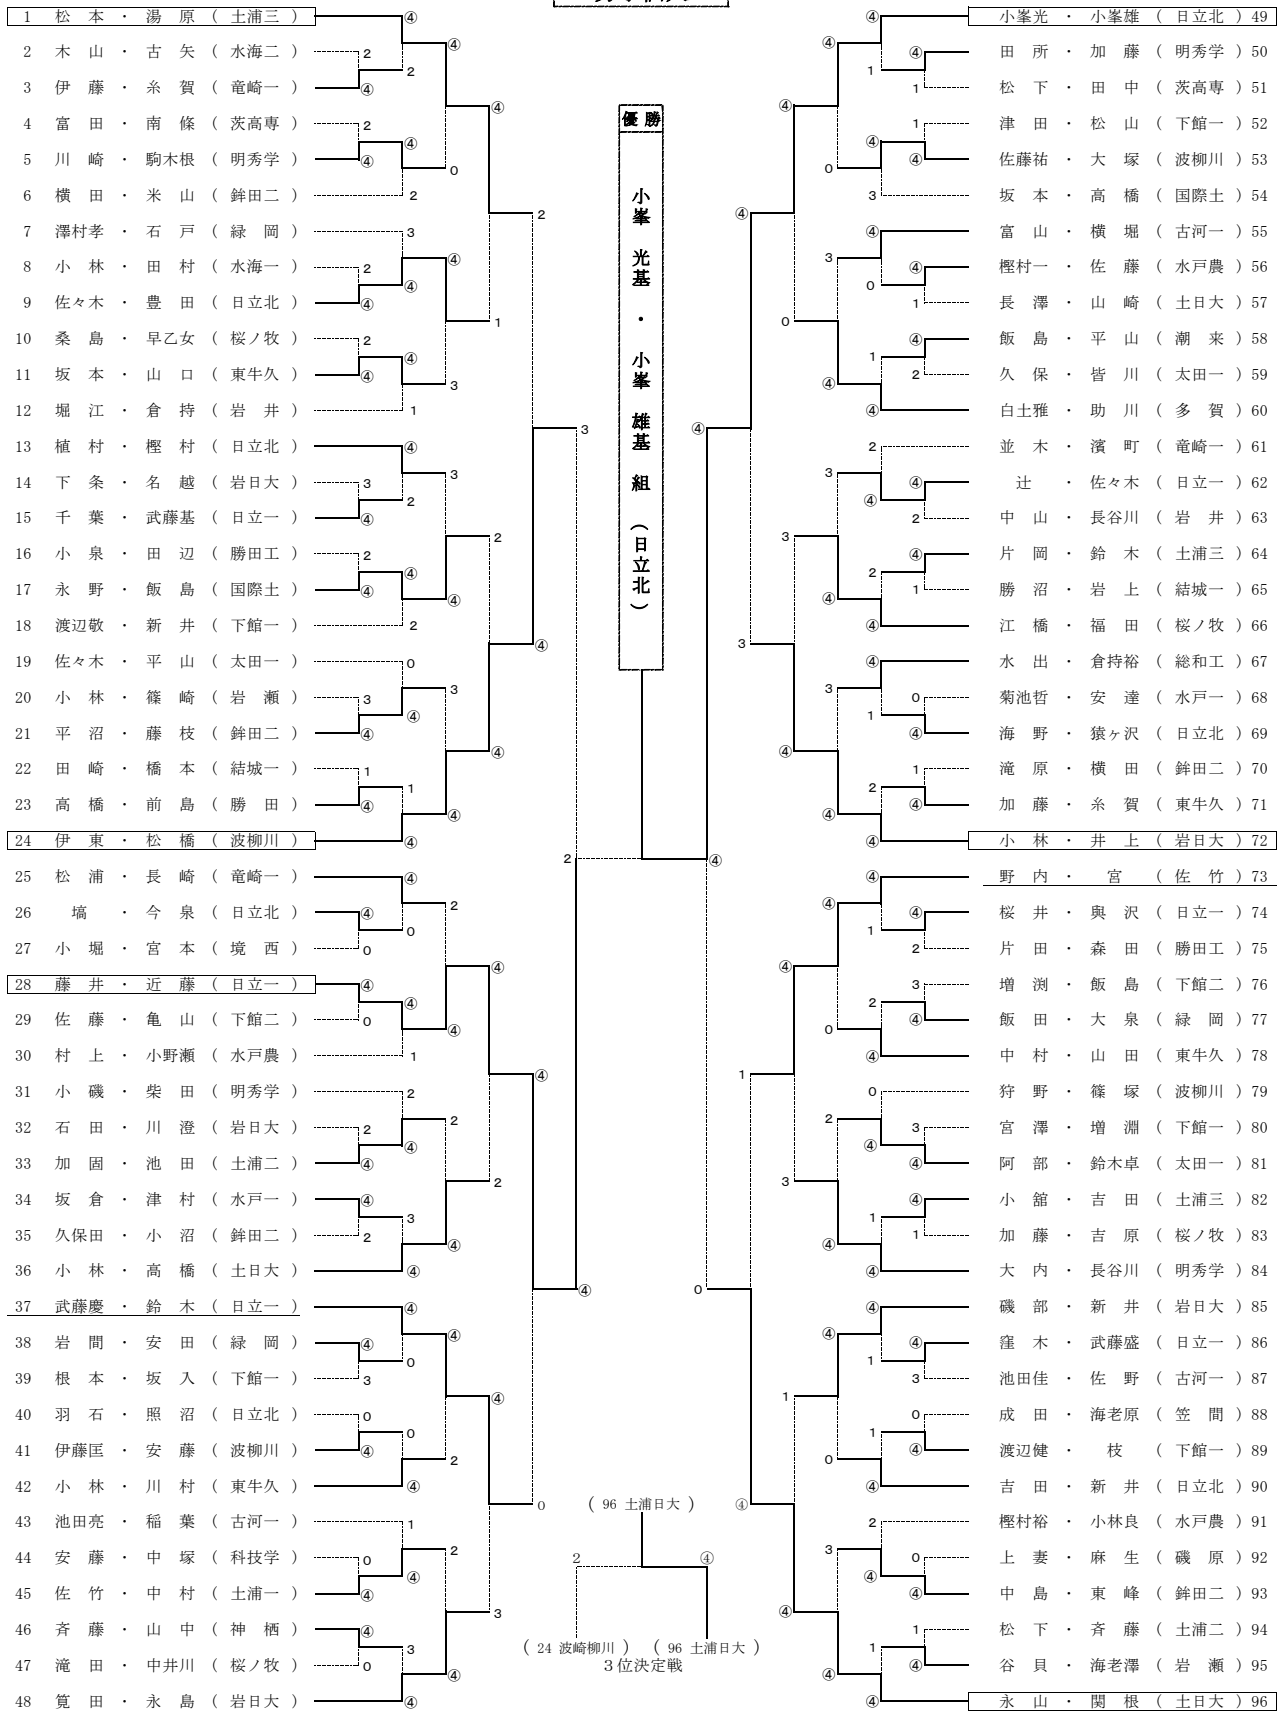 優 勝
小峯 光基 ・ 小峯 雄基 組 (日立北)
1 松 本 ・ 湯 原 ( 土浦三 )
2 木 山 ・ 古 矢 ( 水海二 )
3 伊 藤 ・ 糸 賀 ( 竜崎一 )
4 富 田 ・ 南 條 ( 茨高専 )
5 川 崎 ・ 駒木根 ( 明秀学 )
6 横 田 ・ 米 山 ( 鉾田二 )
7 澤村孝 ・ 石 戸 ( 緑 岡 )
8 小 林 ・ 田 村 ( 水海一 )
9 佐々木 ・ 豊 田 ( 日立北 )
10 桑 島 ・ 早乙女 ( 桜ノ牧 )
11 坂 本 ・ 山 口 ( 東牛久 )
12 堀 江 ・ 倉 持 ( 岩 井 )
13 植 村 ・ 樫 村 ( 日立北 )
14 下 条 ・ 名 越 ( 岩日大 )
15 千 葉 ・ 武藤基 ( 日立一 )
16 小 泉 ・ 田 辺 ( 勝田工 )
17 永 野 ・ 飯 島 ( 国際土 )
18 渡辺敬 ・ 新 井 ( 下館一 )
19 佐々木 ・ 平 山 ( 太田一 )
20 小 林 ・ 篠 崎 ( 岩 瀬 )
21 平 沼 ・ 藤 枝 ( 鉾田二 )
22 田 崎 ・ 橋 本 ( 結城一 )
23 高 橋 ・ 前 島 ( 勝 田 )
24 伊 東 ・ 松 橋 ( 波柳川 )
25 松 浦 ・ 長 崎 ( 竜崎一 )
26 塙 ・ 今 泉 ( 日立北 )
27 小 堀 ・ 宮 本 ( 境 西 )
28 藤 井 ・ 近 藤 ( 日立一 )
29 佐 藤 ・ 亀 山 ( 下館二 )
30 村 上 ・ 小野瀬 ( 水戸農 )
31 小 磯 ・ 柴 田 ( 明秀学 )
32 石 田 ・ 川 澄 ( 岩日大 )
33 加 固 ・ 池 田 ( 土浦二 )
34 坂 倉 ・ 津 村 ( 水戸一 )
35 久保田 ・ 小 沼 ( 鉾田二 )
36 小 林 ・ 高 橋 ( 土日大 )
37 武藤慶 ・ 鈴 木 ( 日立一 )
38 岩 間 ・ 安 田 ( 緑 岡 )
39 根 本 ・ 坂 入 ( 下館一 )
40 羽 石 ・ 照 沼 ( 日立北 )
41 伊藤匡 ・ 安 藤 ( 波柳川 )
42 小 林 ・ 川 村 ( 東牛久 )
43 池田亮 ・ 稲 葉 ( 古河一 )
44 安 藤 ・ 中 塚 ( 科技学 )
45 佐 竹 ・ 中 村 ( 土浦一 )
46 斉 藤 ・ 山 中 ( 神 栖 )
47 滝 田 ・ 中井川 ( 桜ノ牧 )
48 筧 田 ・ 永 島 ( 岩日大 )
小峯光 ・ 小峯雄 ( 日立北 ) 49
田 所 ・ 加 藤 ( 明秀学 ) 50
松 下 ・ 田 中 ( 茨高専 ) 51
津 田 ・ 松 山 ( 下館一 ) 52
佐藤祐 ・ 大 塚 ( 波柳川 ) 53
坂 本 ・ 高 橋 ( 国際土 ) 54
富 山 ・ 横 堀 ( 古河一 ) 55
樫村一 ・ 佐 藤 ( 水戸農 ) 56
長 澤 ・ 山 崎 ( 土日大 ) 57
飯 島 ・ 平 山 ( 潮 来 ) 58
久 保 ・ 皆 川 ( 太田一 ) 59
白土雅 ・ 助 川 ( 多 賀 ) 60
並 木 ・ 濱 町 ( 竜崎一 ) 61
辻 ・ 佐々木 ( 日立一 ) 62
中 山 ・ 長谷川 ( 岩 井 ) 63
片 岡 ・ 鈴 木 ( 土浦三 ) 64
勝 沼 ・ 岩 上 ( 結城一 ) 65
江 橋 ・ 福 田 ( 桜ノ牧 ) 66
水 出 ・ 倉持裕 ( 総和工 ) 67
菊池哲 ・ 安 達 ( 水戸一 ) 68
海 野 ・ 猿ヶ沢 ( 日立北 ) 69
滝 原 ・ 横 田 ( 鉾田二 ) 70
加 藤 ・ 糸 賀 ( 東牛久 ) 71
小 林 ・ 井 上 ( 岩日大 ) 72
野 内 ・ 宮 ( 佐 竹 ) 73
桜 井 ・ 與 沢 ( 日立一 ) 74
片 田 ・ 森 田 ( 勝田工 ) 75
増 渕 ・ 飯 島 ( 下館二 ) 76
飯 田 ・ 大 泉 ( 緑 岡 ) 77
中 村 ・ 山 田 ( 東牛久 ) 78
狩 野 ・ 篠 塚 ( 波柳川 ) 79
宮 澤 ・ 増 淵 ( 下館一 ) 80
阿 部 ・ 鈴木卓 ( 太田一 ) 81
小 舘 ・ 吉 田 ( 土浦三 ) 82
加 藤 ・ 吉 原 ( 桜ノ牧 ) 83
大 内 ・ 長谷川 ( 明秀学 ) 84
磯 部 ・ 新 井 ( 岩日大 ) 85
窪 木 ・ 武藤盛 ( 日立一 ) 86
池田佳 ・ 佐 野 ( 古河一 ) 87
成 田 ・ 海老原 ( 笠 間 ) 88
渡辺健 ・ 枝 ( 下館一 ) 89
吉 田 ・ 新 井 ( 日立北 ) 90
樫村裕 ・ 小林良 ( 水戸農 ) 91
上 妻 ・ 麻 生 ( 磯 原 ) 92
中 島 ・ 東 峰 ( 鉾田二 ) 93
松 下 ・ 斉 藤 ( 土浦二 ) 94
谷 貝 ・ 海老澤 ( 岩 瀬 ) 95
永 山 ・ 関 根 ( 土日大 ) 96
( 96 土浦日大 )
2 ④
( 24 波崎柳川 ) ( 96 土浦日大 )
3位決定戦